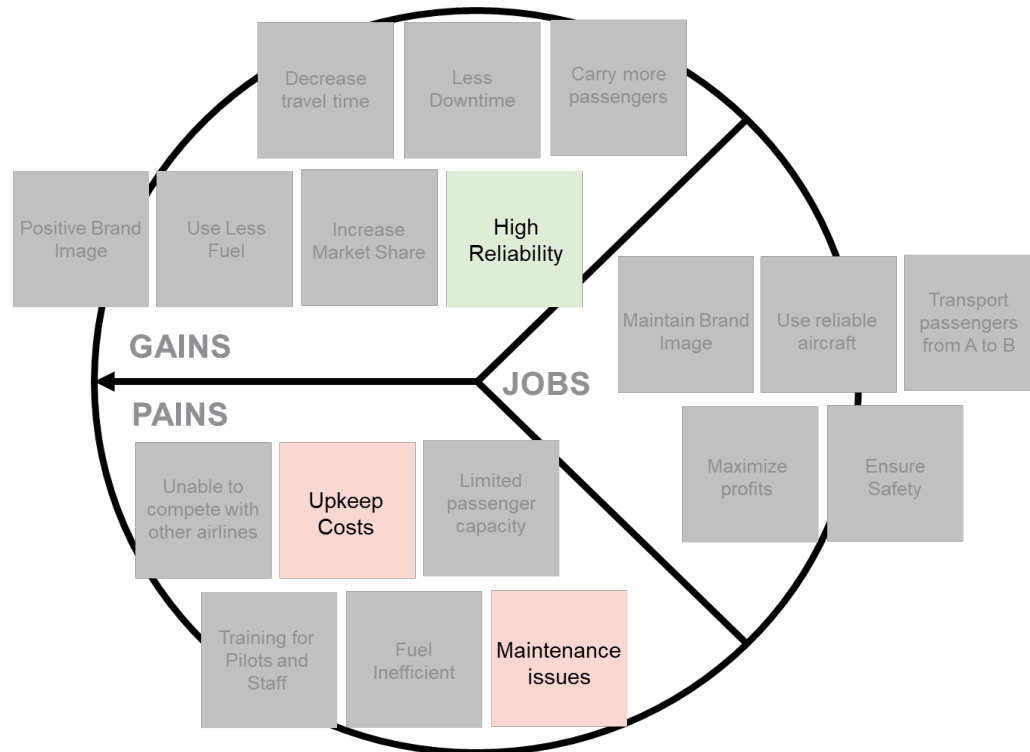 Decrease
travel time
Less
Downtime
Carry more
passengers
Positive Brand
Image
Use Less
Fuel
Increase
Market Share
High
Reliability
GAINS
Maintain Brand
Image
Use reliable
aircraft
Transport
passengers
from A to B
JOBS
Maximize
profits
Ensure
Safety
PAINS
Unable to
compete with
other airlines
Upkeep
Costs
Limited
passenger
capacity
Training for
Pilots and
Staff
Fuel
Inefficient
Maintenance
issues